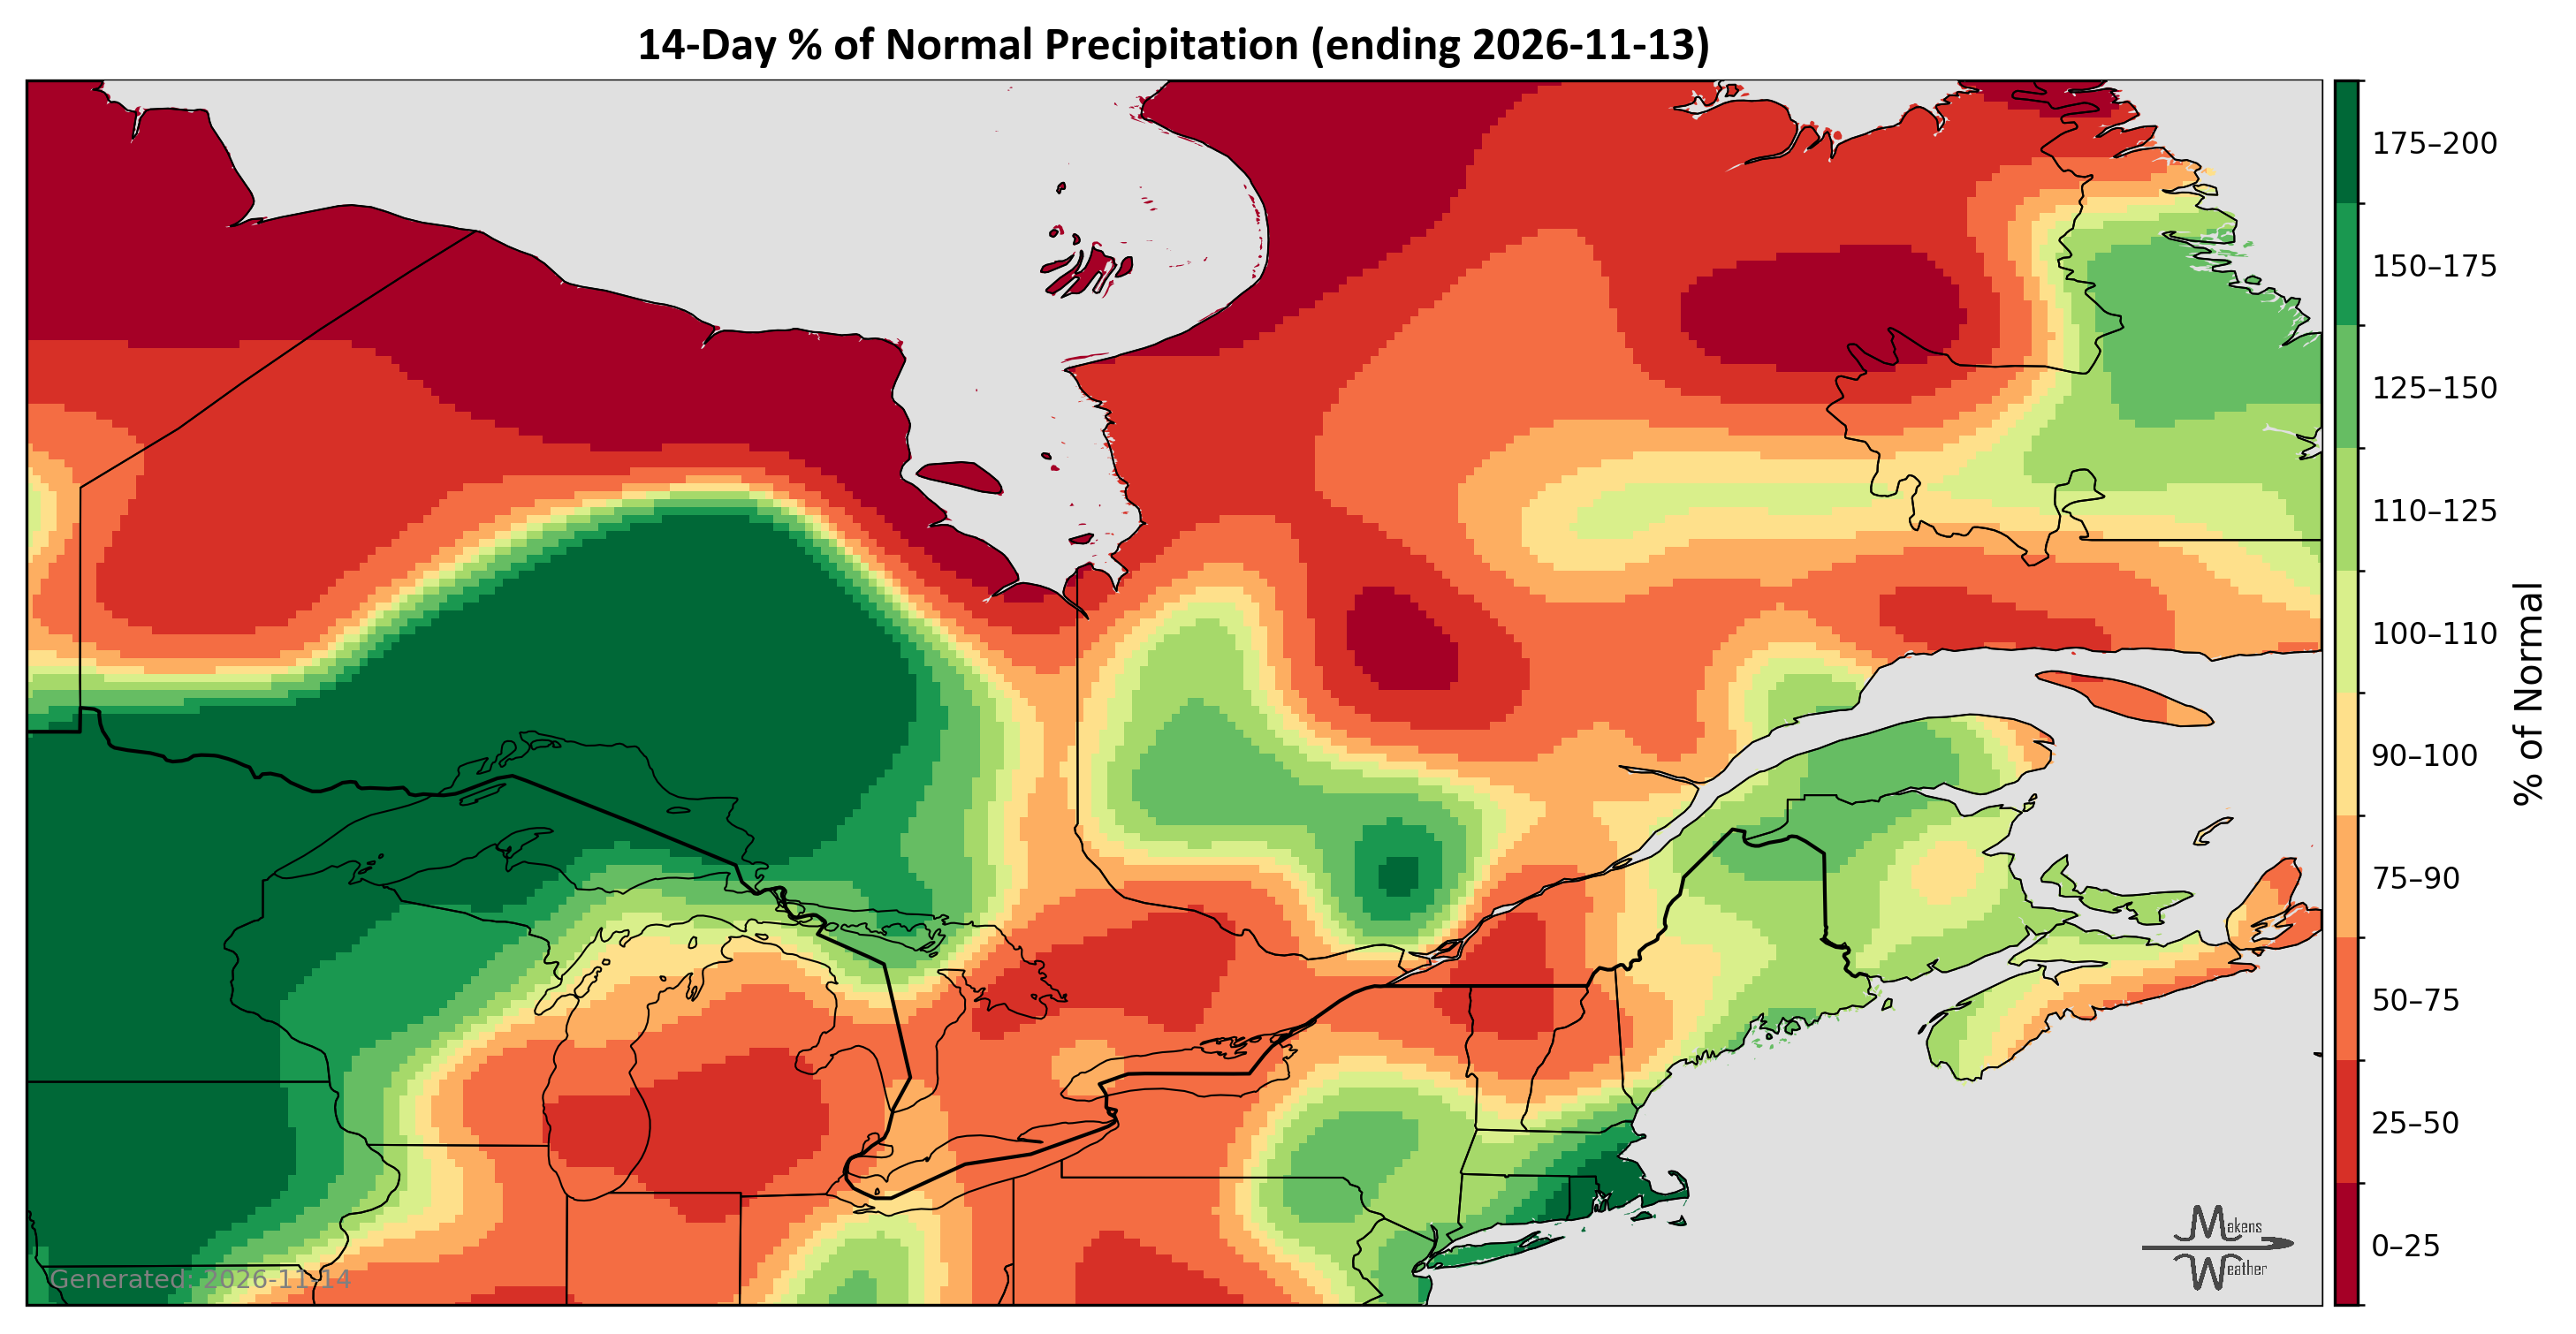 14-Day % of Normal Precipitation (ending 2026-11-13)
175–200
150–175
125–150
110–125
100–110
90–100
75–90
50–75
25–50
0–25
% of Normal
Generated: 2026-11-14
Makens
Weather